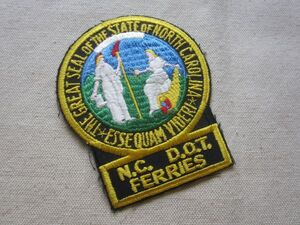 THE GREAT SEAL OF THE STATE OF NORTH CAROLINA
ESSE QUAM VIDERI
N.C. D.O.T.
FERRIES